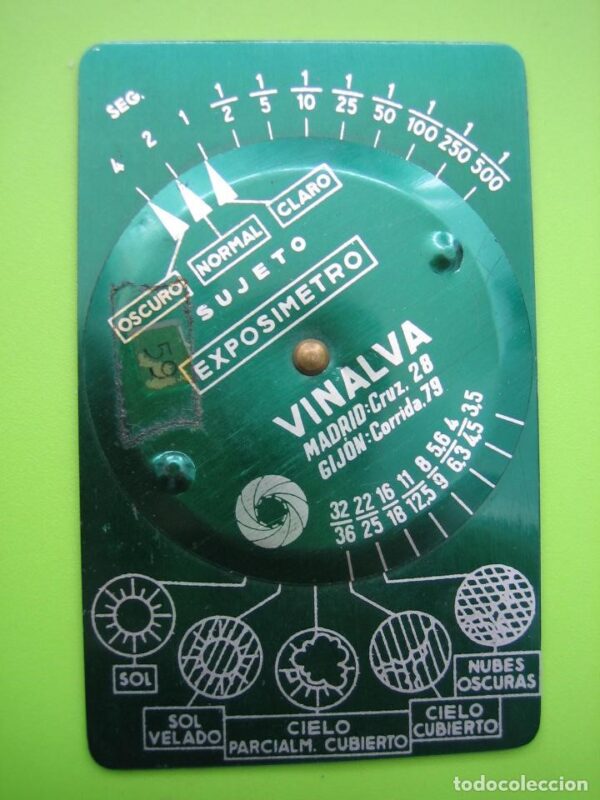 SEG.
4 2 1 1/2 1/5 1/10 1/25 1/50 1/100 1/250 1/500
OSCURO NORMAL CLARO
SUJETO
EXPOSIMETRO
59
VINALVA
MADRID: Cruz, 28
GIJÓN: Corrida, 79
32/36 22/25 16/18 11/12,5 8/9 5,6/6,3 4/4,5 3,5
SOL
SOL VELADO
CIELO PARCIALM. CUBIERTO
CIELO CUBIERTO
NUBES OSCURAS
todocoleccion